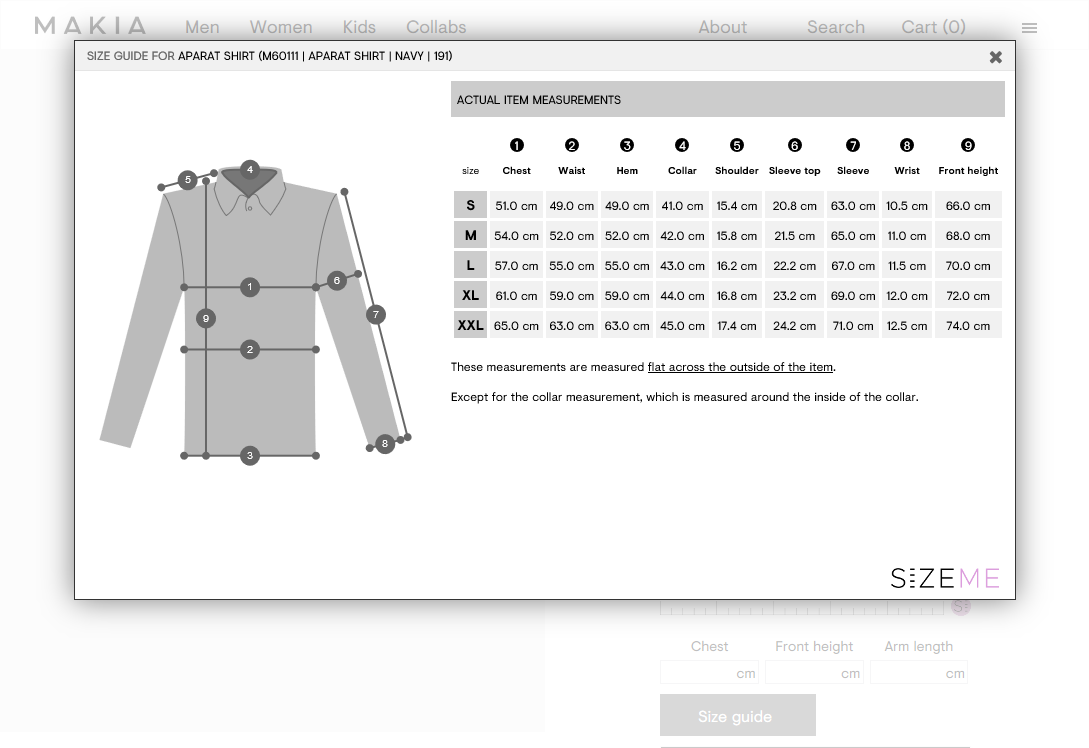 MAKIA Men Women Kids Collabs About Search Cart (0)
SIZE GUIDE FOR APARAT SHIRT (M60111 | APARAT SHIRT | NAVY | 191)
ACTUAL ITEM MEASUREMENTS
1 2 3 4 5 6 7 8 9
size Chest Waist Hem Collar Shoulder Sleeve top Sleeve Wrist Front height
S 51.0 cm 49.0 cm 49.0 cm 41.0 cm 15.4 cm 20.8 cm 63.0 cm 10.5 cm 66.0 cm
M 54.0 cm 52.0 cm 52.0 cm 42.0 cm 15.8 cm 21.5 cm 65.0 cm 11.0 cm 68.0 cm
L 57.0 cm 55.0 cm 55.0 cm 43.0 cm 16.2 cm 22.2 cm 67.0 cm 11.5 cm 70.0 cm
XL 61.0 cm 59.0 cm 59.0 cm 44.0 cm 16.8 cm 23.2 cm 69.0 cm 12.0 cm 72.0 cm
XXL 65.0 cm 63.0 cm 63.0 cm 45.0 cm 17.4 cm 24.2 cm 71.0 cm 12.5 cm 74.0 cm
These measurements are measured flat across the outside of the item.
Except for the collar measurement, which is measured around the inside of the collar.
4
5
6
1
7
9
2
8
3
SIZEME
Chest Front height Arm length
cm cm cm
Size guide